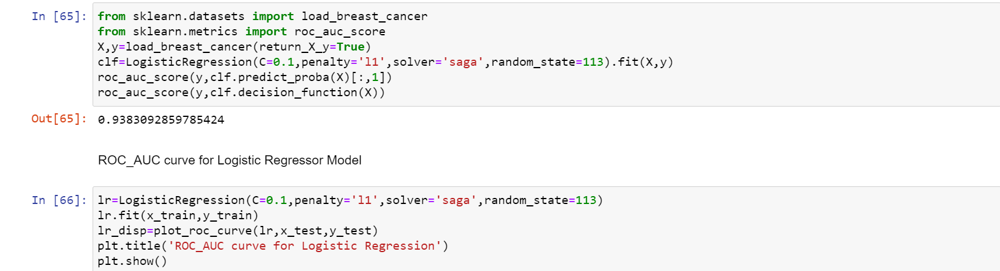 In [65]: from sklearn.datasets import load_breast_cancer
from sklearn.metrics import roc_auc_score
X,y=load_breast_cancer(return_X_y=True)
clf=LogisticRegression(C=0.1,penalty='l1',solver='saga',random_state=113).fit(X,y)
roc_auc_score(y,clf.predict_proba(X)[:,1])
roc_auc_score(y,clf.decision_function(X))
Out[65]: 0.9383092859785424
ROC_AUC curve for Logistic Regressor Model
In [66]: lr=LogisticRegression(C=0.1,penalty='l1',solver='saga',random_state=113)
lr.fit(x_train,y_train)
lr_disp=plot_roc_curve(lr,x_test,y_test)
plt.title('ROC_AUC curve for Logistic Regression')
plt.show()